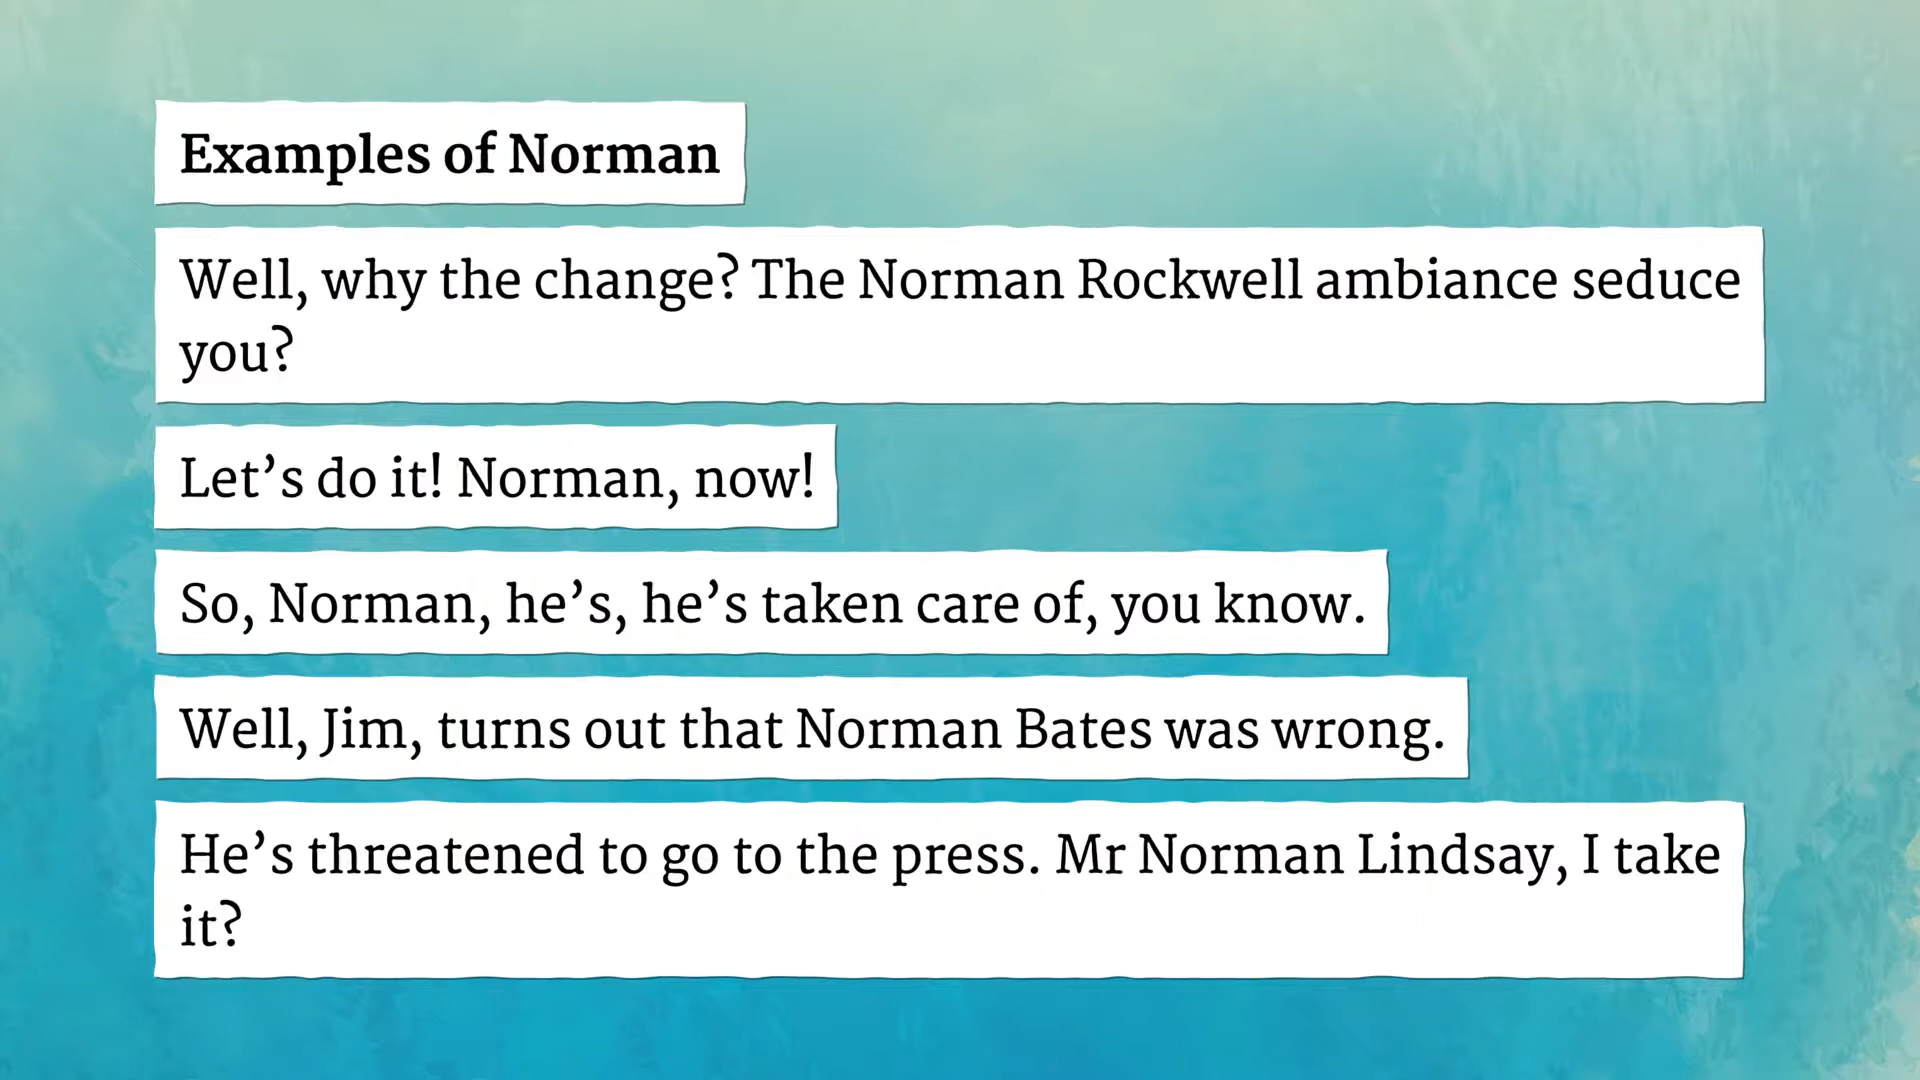 Examples of Norman
Well, why the change? The Norman Rockwell ambiance seduce
you?
Let’s do it! Norman, now!
So, Norman, he’s, he’s taken care of, you know.
Well, Jim, turns out that Norman Bates was wrong.
He’s threatened to go to the press. Mr Norman Lindsay, I take
it?